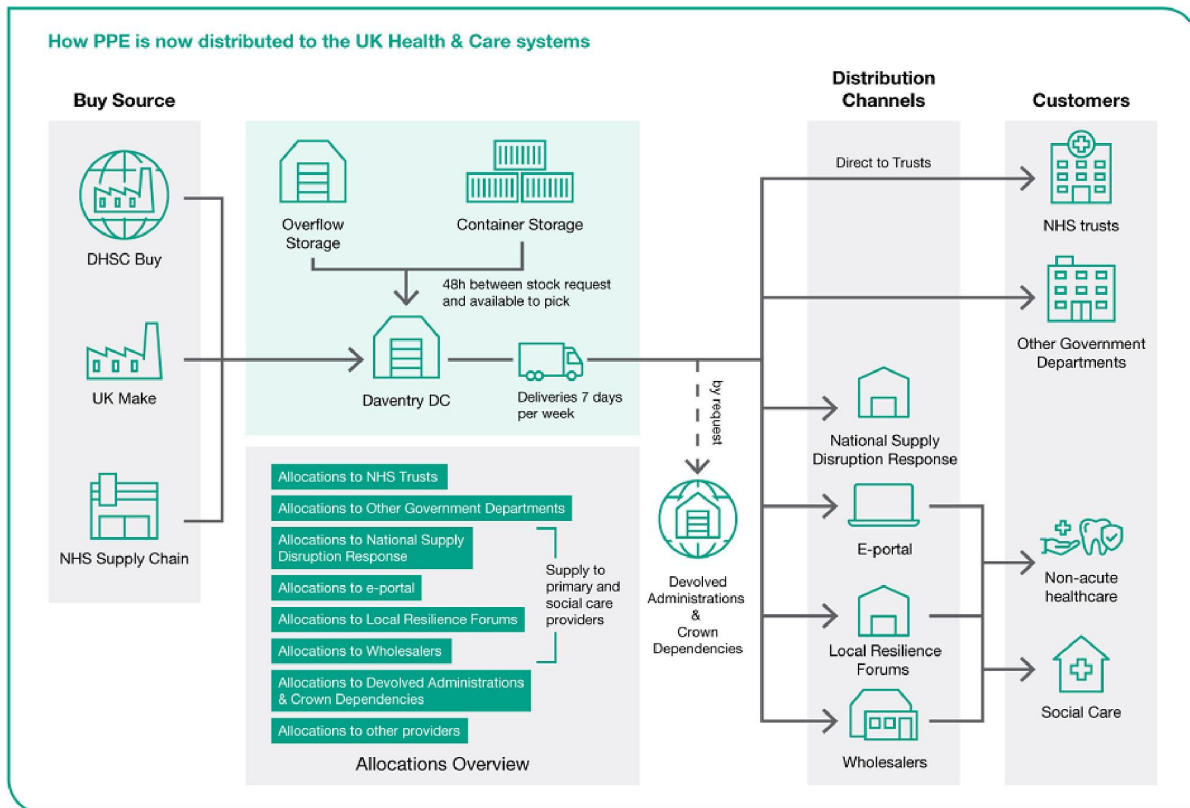 How PPE is now distributed to the UK Health & Care systems
Buy Source
DHSC Buy
UK Make
NHS Supply Chain
Overflow
Storage
Container Storage
48h between stock request
and available to pick
Daventry DC
Deliveries 7 days
per week
Allocations to NHS Trusts
Allocations to Other Government Departments
Allocations to National Supply
Disruption Response
Allocations to e-portal
Allocations to Local Resilience Forums
Allocations to Wholesalers
Allocations to Devolved Administrations
& Crown Dependencies
Allocations to other providers
Supply to
primary and
social care
providers
Allocations Overview
by request
Devolved
Administrations
&
Crown
Dependencies
Distribution
Channels
Direct to Trusts
National Supply
Disruption Response
E-portal
Local Resilience
Forums
Wholesalers
Customers
NHS trusts
Other Government
Departments
Non-acute
healthcare
Social Care